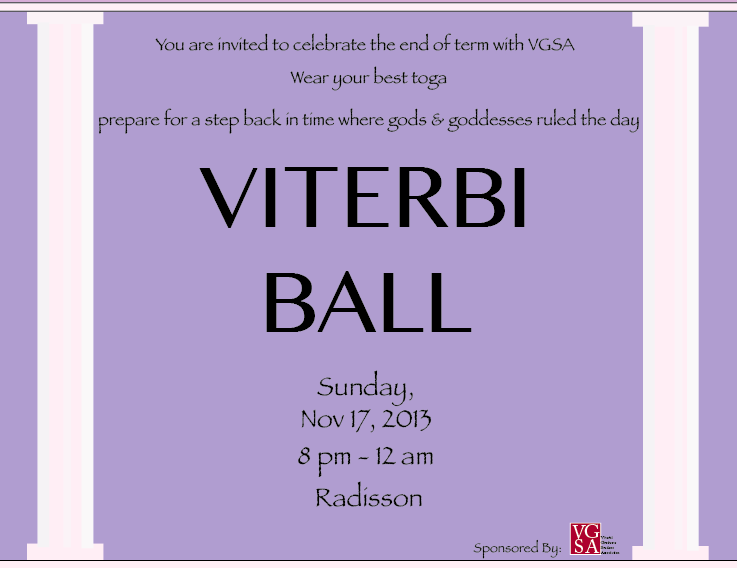 You are invited to celebrate the end of term with VGSA
Wear your best toga
prepare for a step back in time where gods & goddesses ruled the day
VITERBI
BALL
Sunday,
Nov 17, 2013
8 pm - 12 am
Radisson
Sponsored By:
VG
SA